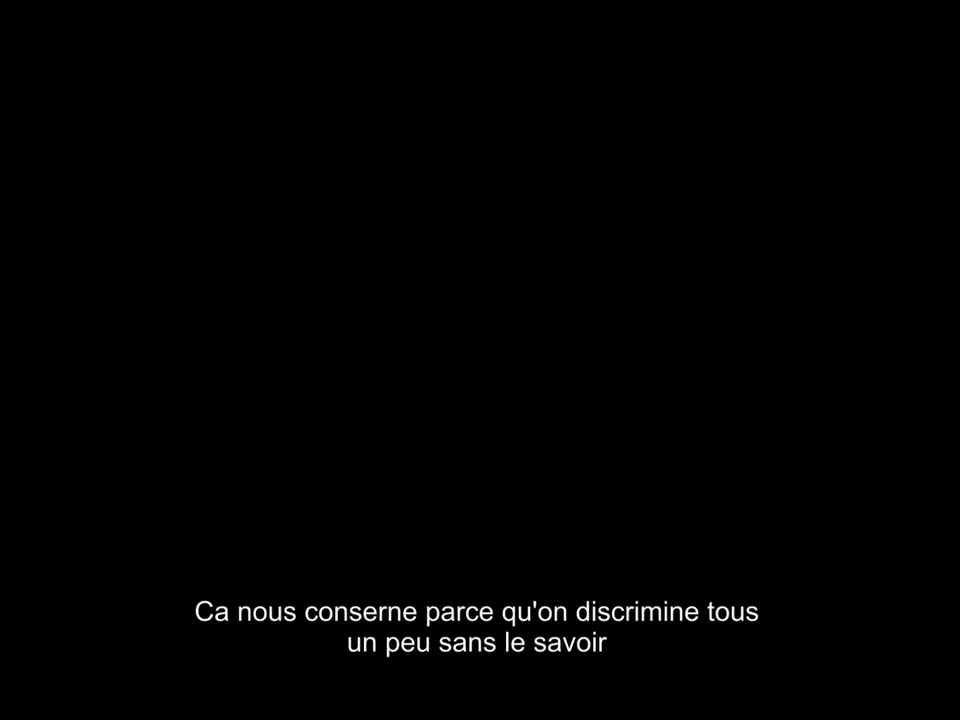 Ca nous conserne parce qu'on discrimine tous
un peu sans le savoir